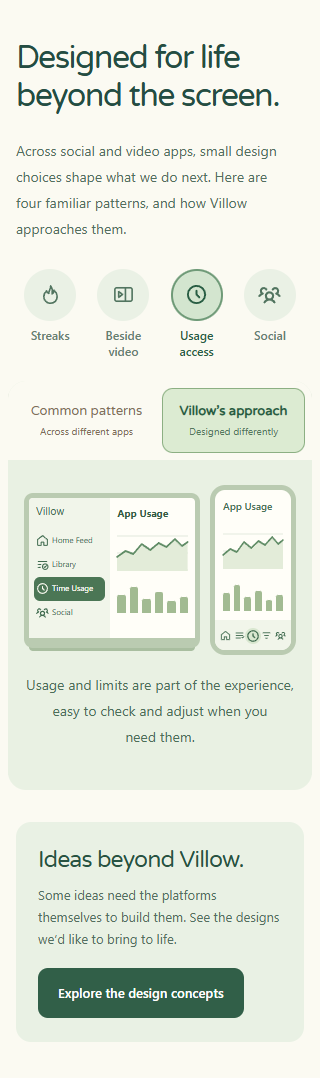 Designed for life
beyond the screen.
Across social and video apps, small design
choices shape what we do next. Here are
four familiar patterns, and how Villow
approaches them.
Streaks
Beside
video
Usage
access
Social
Common patterns
Across different apps
Villow's approach
Designed differently
Villow
Home Feed
Library
Time Usage
Social
App Usage
App Usage
Usage and limits are part of the experience,
easy to check and adjust when you
need them.
Ideas beyond Villow.
Some ideas need the platforms
themselves to build them. See the designs
we'd like to bring to life.
Explore the design concepts